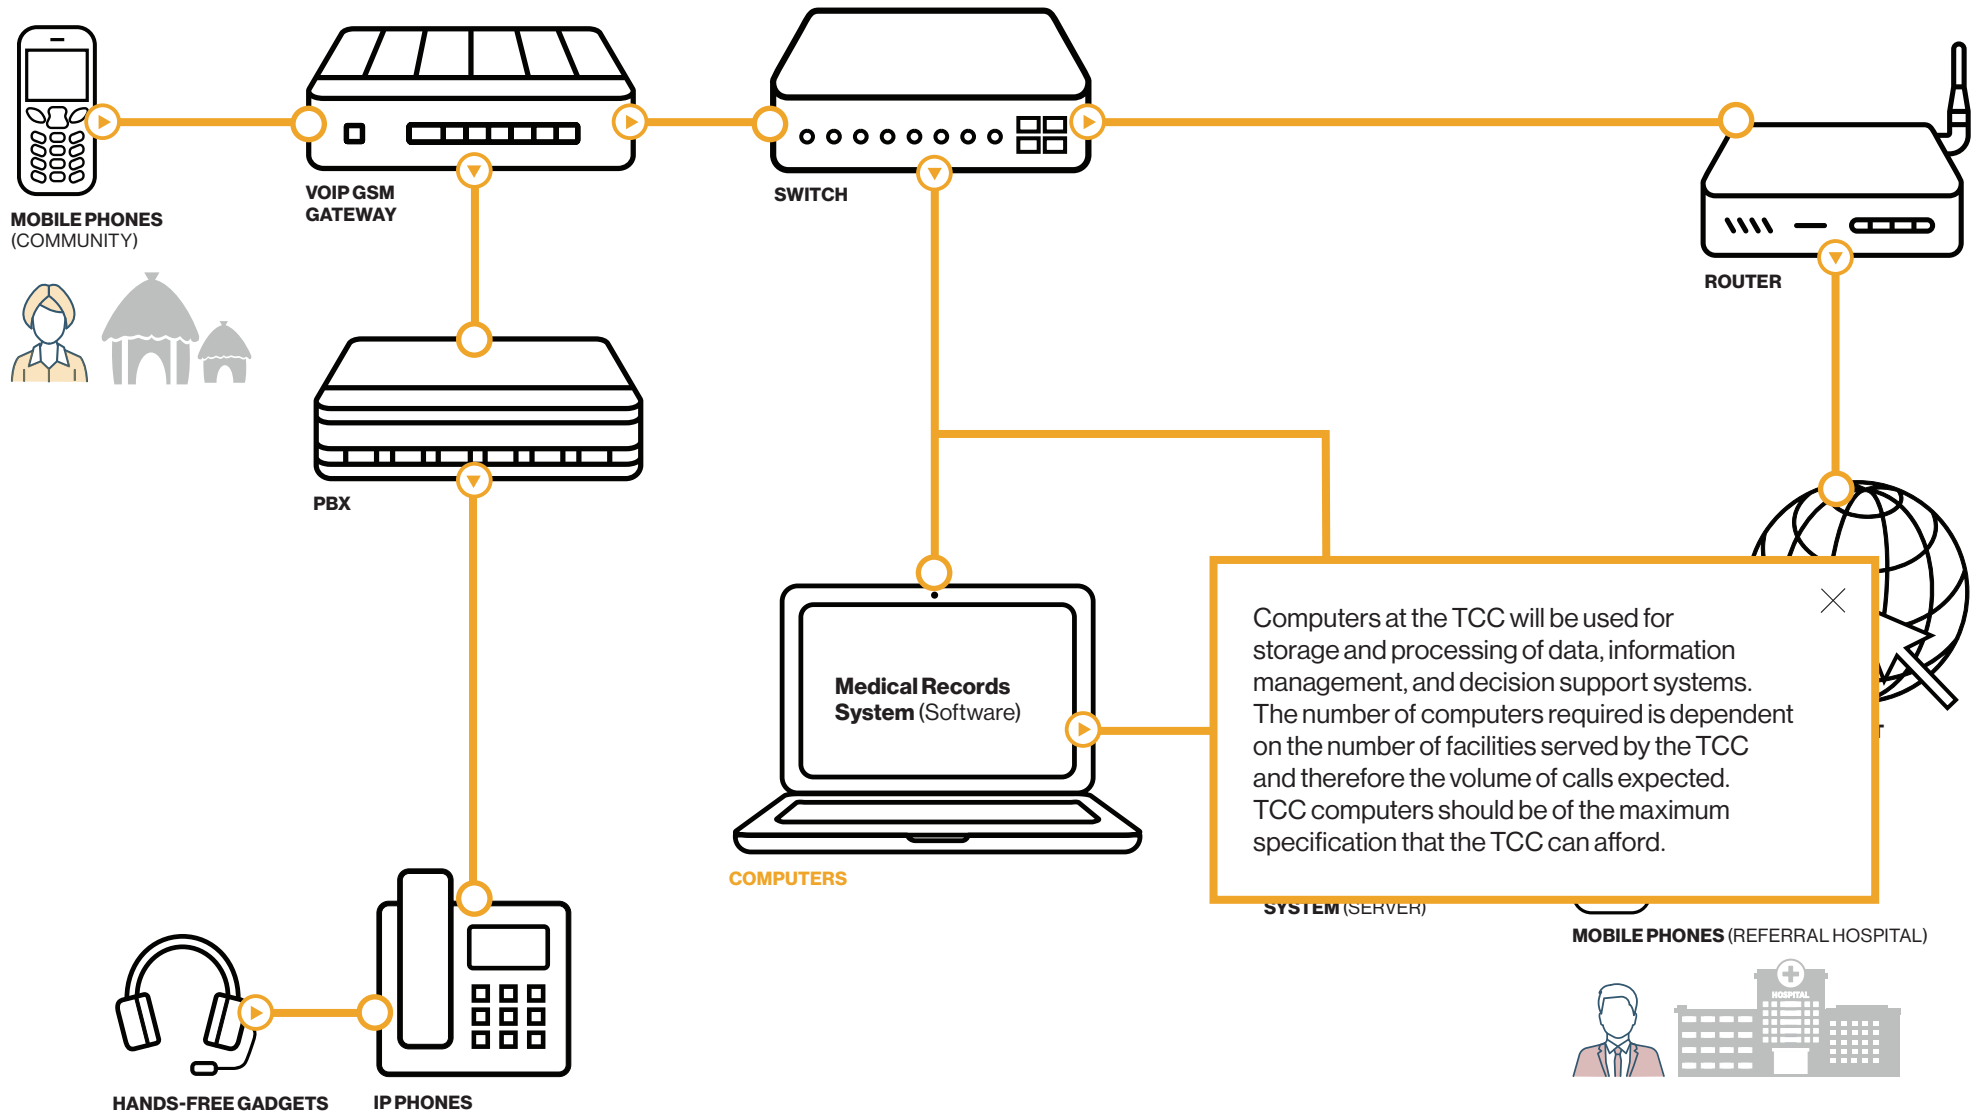 MOBILE PHONES
(COMMUNITY)
VOIP GSM
GATEWAY
SWITCH
ROUTER
PBX
Medical Records
System (Software)
COMPUTERS
Computers at the TCC will be used for
storage and processing of data, information
management, and decision support systems.
The number of computers required is dependent
on the number of facilities served by the TCC
and therefore the volume of calls expected.
TCC computers should be of the maximum
specification that the TCC can afford.
SYSTEM (SERVER)
MOBILE PHONES (REFERRAL HOSPITAL)
HOSPITAL
HANDS-FREE GADGETS
IP PHONES